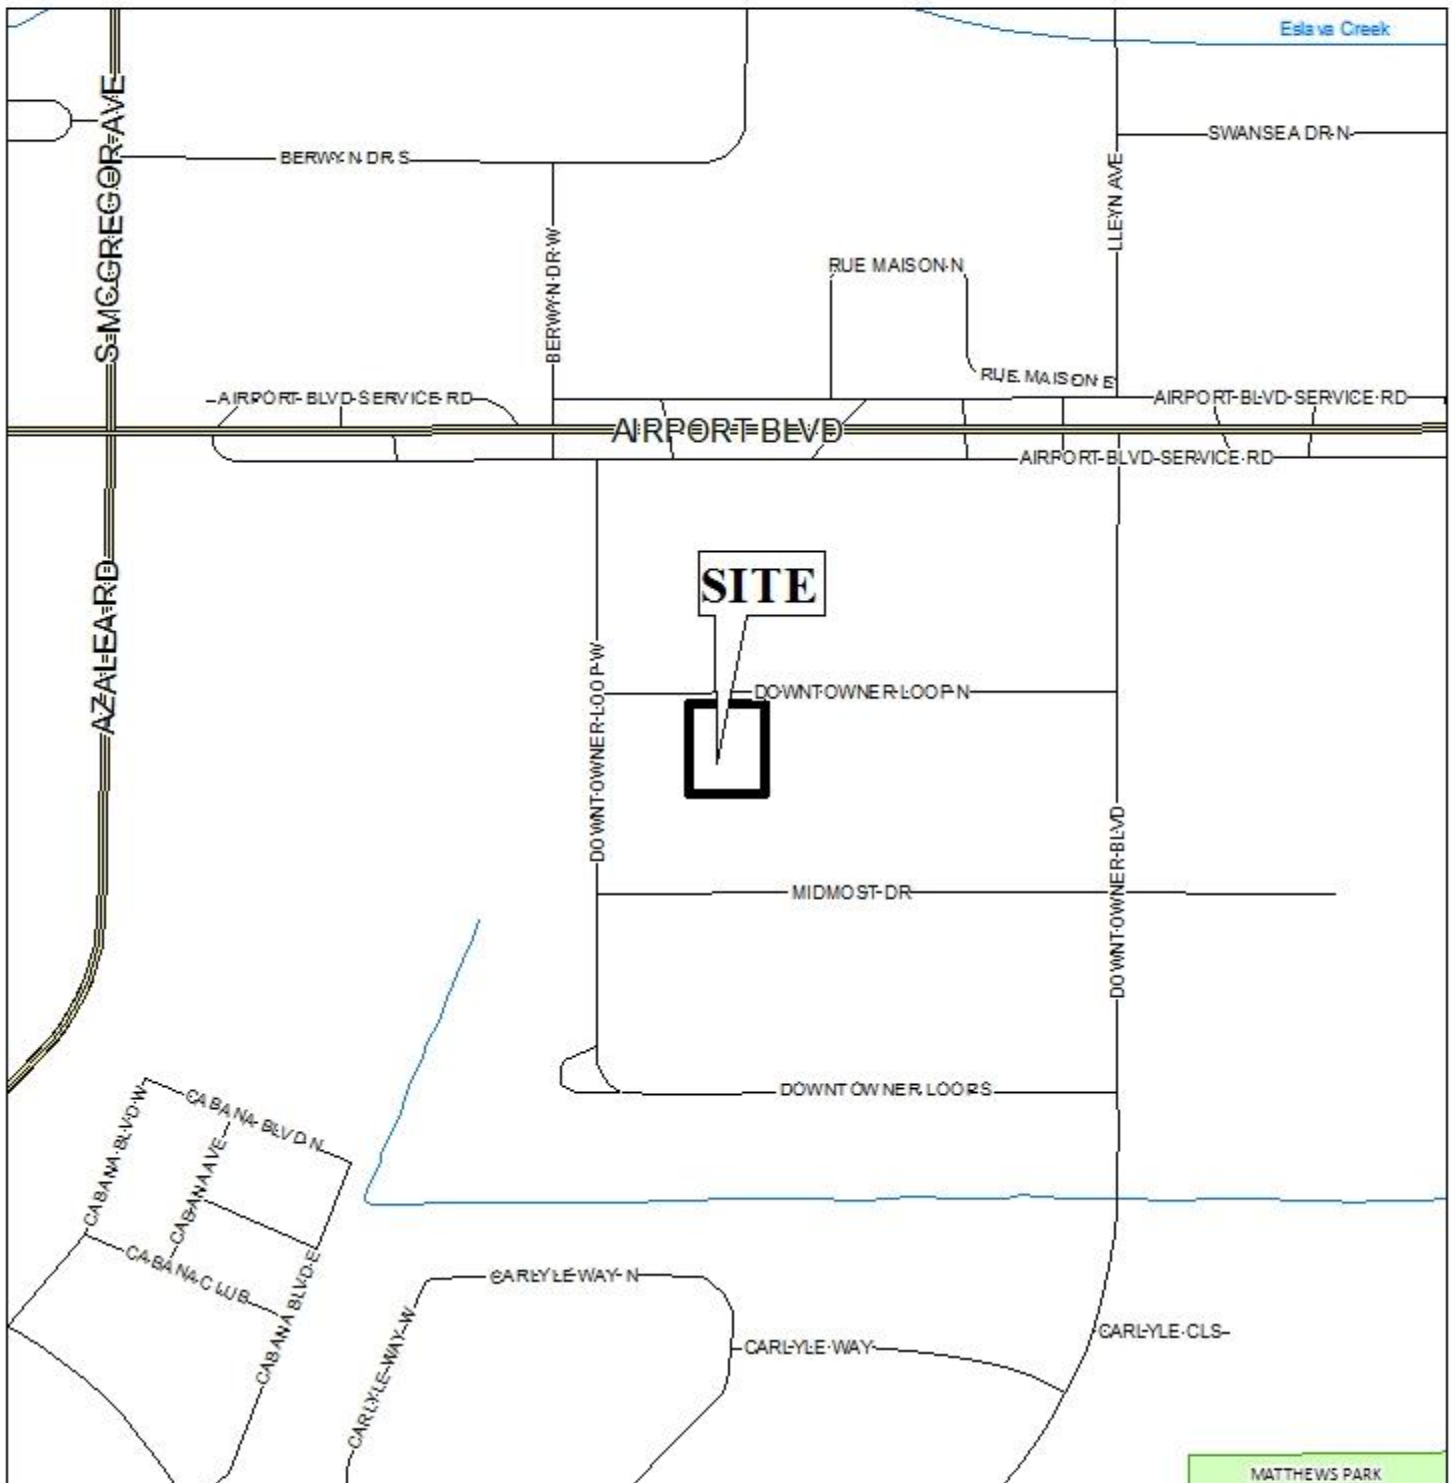 Eslava Creek
S MCGREGOR AVE
SWANSEA DR N
BERWYN DR S
LLEYN AVE
BERWYN DR W
RUE MAISON N
RUE MAISON E
AIRPORT BLVD SERVICE RD
AIRPORT BLVD SERVICE RD
AIRPORT BLVD
AIRPORT BLVD SERVICE RD
SITE
AZALEA RD
DOWNTOWNER LOOP W
DOWNTOWNER LOOP N
MIDMOST DR
DOWNTOWNER BLVD
DOWNTOWNER LOOP S
CABANA BLVD W
CABANA BLVD N
CABANA AVE
CABANA CLUB
CABANA BLVD E
CARLYLE WAY N
CARLYLE WAY W
CARLYLE WAY
CARLYLE CLS
MATTHEWS PARK